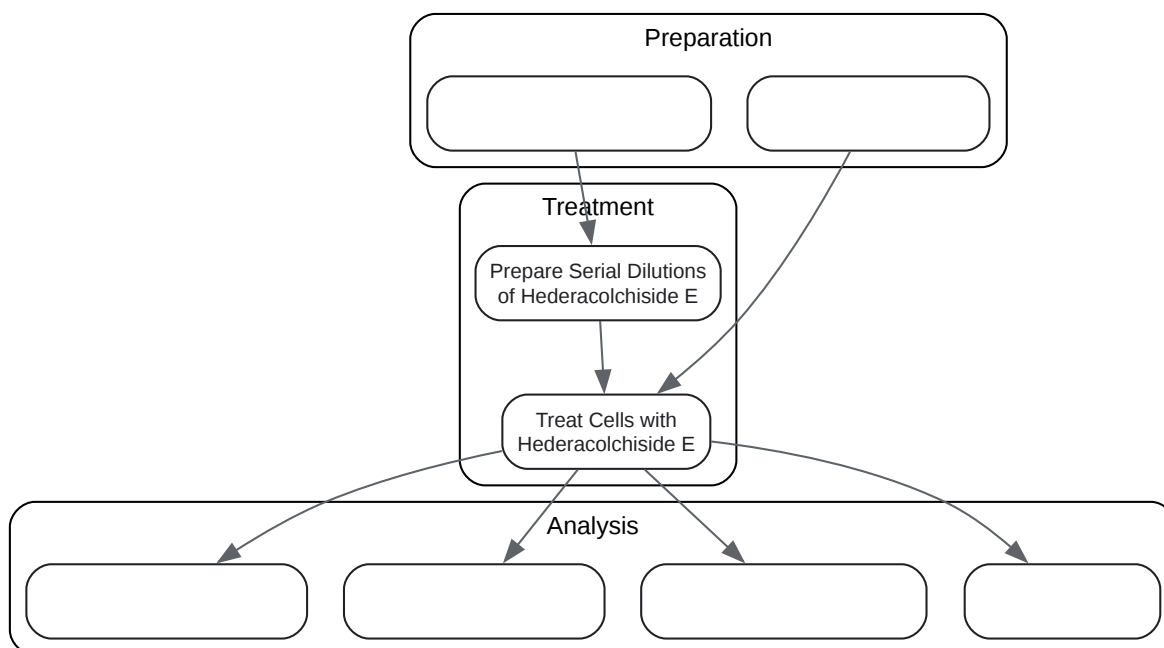 Preparation
Treatment
Prepare Serial Dilutions
of Hederacolchiside E
Treat Cells with
Hederacolchiside E
Analysis